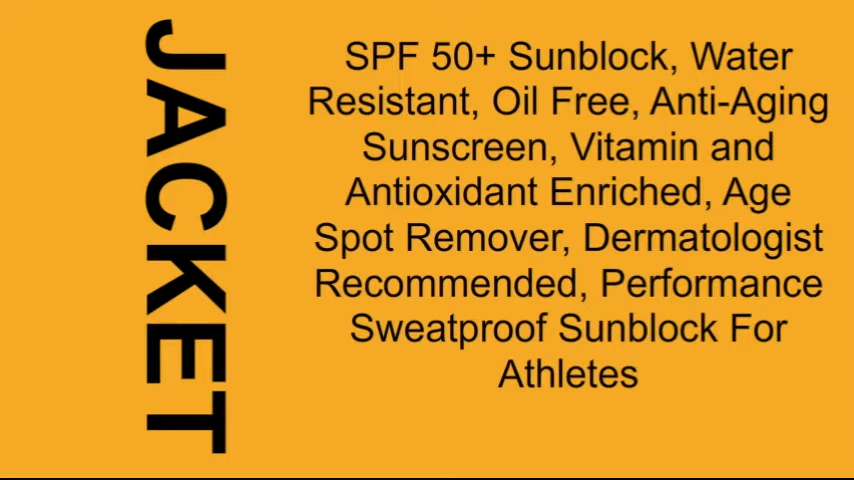 JACKET
SPF 50+ Sunblock, Water
Resistant, Oil Free, Anti-Aging
Sunscreen, Vitamin and
Antioxidant Enriched, Age
Spot Remover, Dermatologist
Recommended, Performance
Sweatproof Sunblock For
Athletes